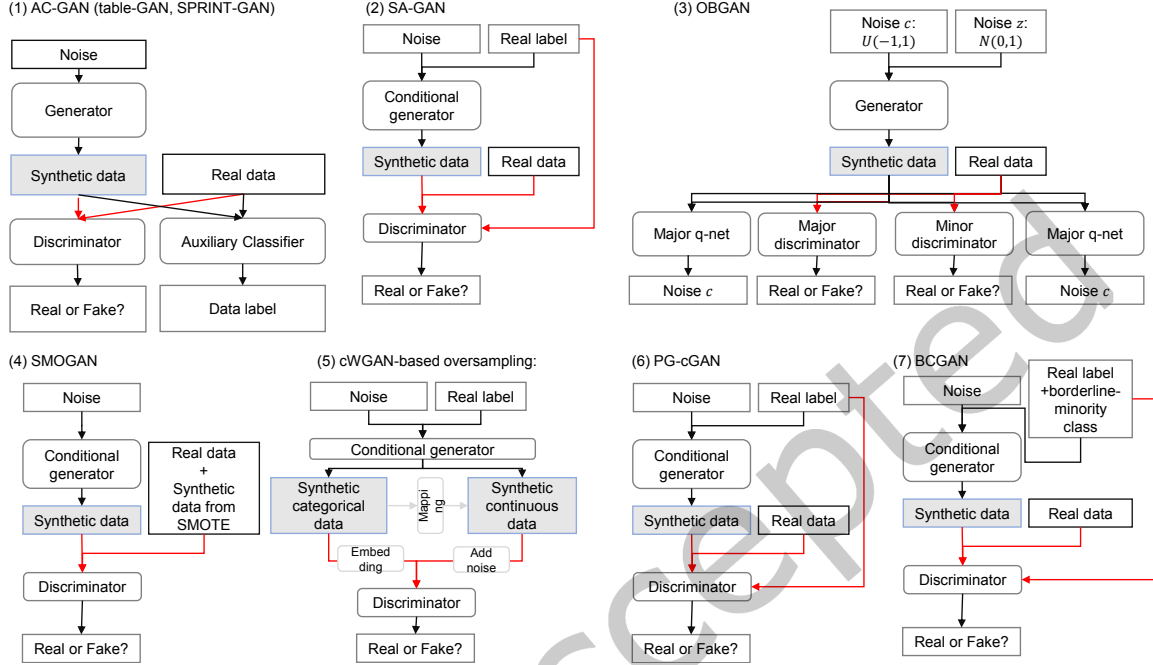 (1) AC-GAN (table-GAN, SPRINT-GAN)
Noise
Generator
Synthetic data
Real data
Discriminator
Auxiliary Classifier
Real or Fake?
Data label
(2) SA-GAN
Noise
Real label
Conditional
generator
Synthetic data
Real data
Discriminator
Real or Fake?
(3) OBGAN
Noise c:
U(−1,1)
Noise z:
N(0,1)
Generator
Synthetic data
Real data
Major q-net
Major
discriminator
Minor
discriminator
Major q-net
Noise c
Real or Fake?
Real or Fake?
Noise c
(4) SMOGAN
Noise
Conditional
generator
Real data
+
Synthetic
data from
SMOTE
Synthetic data
Discriminator
Real or Fake?
(5) cWGAN-based oversampling:
Noise
Real label
Conditional generator
Synthetic
categorical
data
Mappi
ng
Synthetic
continuous
data
Embed
ding
Add
noise
Discriminator
Real or Fake?
(6) PG-cGAN
Noise
Real label
Conditional
generator
Synthetic data
Real data
Discriminator
Real or Fake?
(7) BCGAN
Noise
Real label
+borderline-
minority
class
Conditional
generator
Synthetic data
Real data
Discriminator
Real or Fake?
ccepted